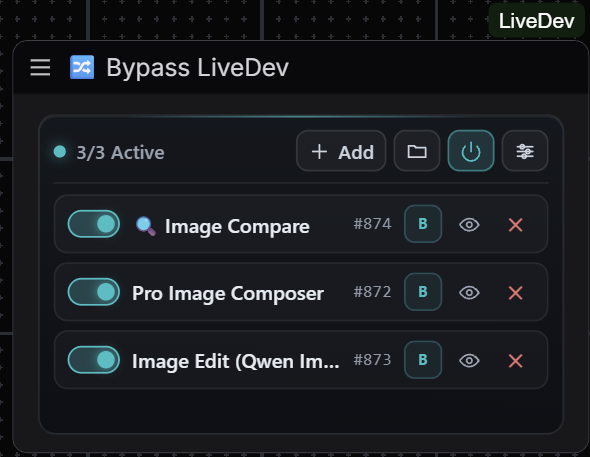 LiveDev
Bypass LiveDev
3/3 Active + Add
Image Compare #874 B
Pro Image Composer #872 B
Image Edit (Qwen Im... #873 B